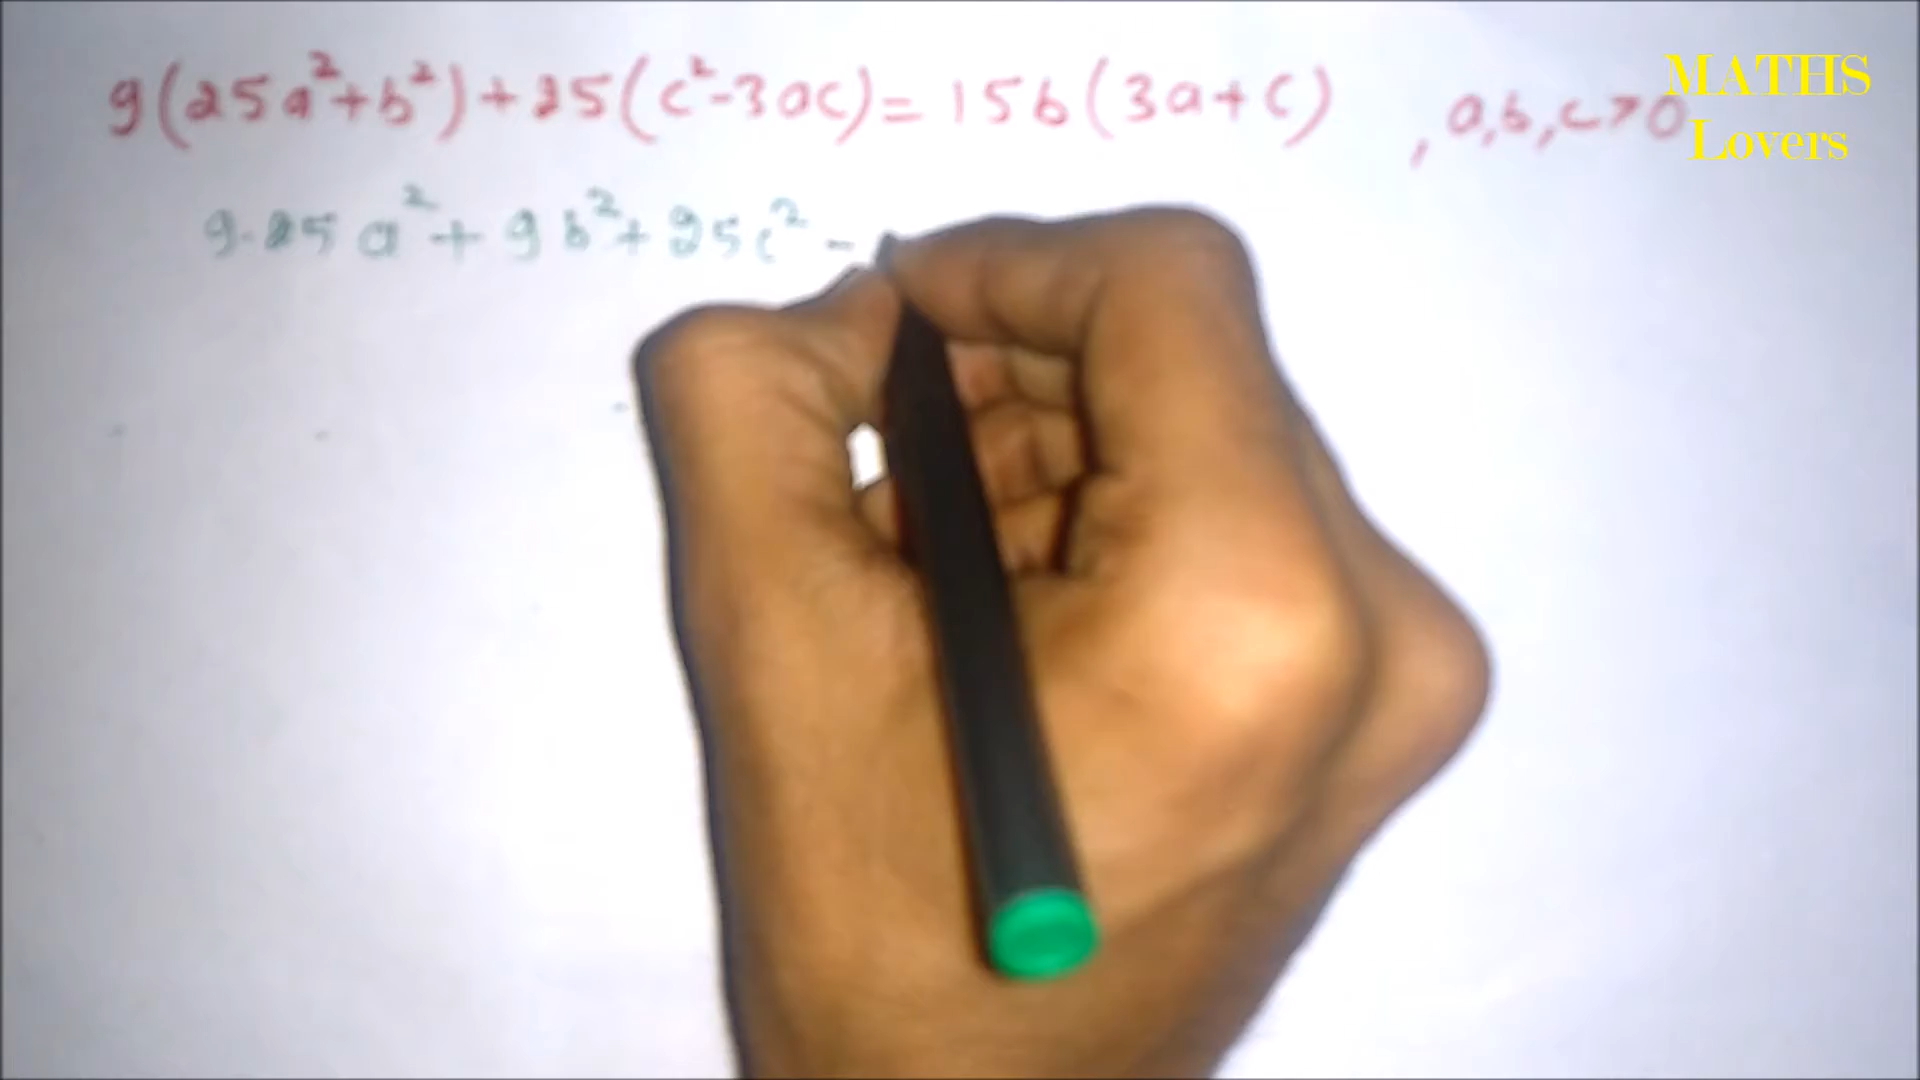 9(25a²+b²)+25(c²-3ac)=15b(3a+c) , a,b,c>0
MATHS
Lovers
9.25a²+9b²+25c²-